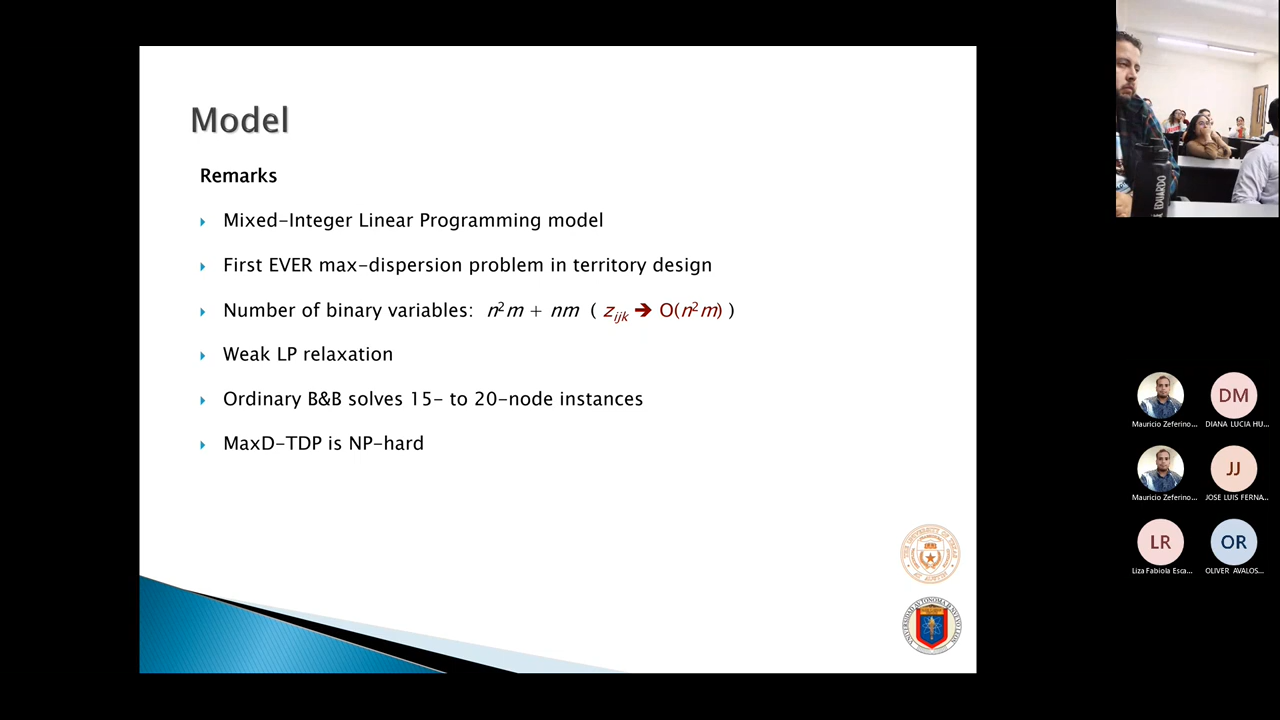 Model
Remarks
Mixed-Integer Linear Programming model
First EVER max-dispersion problem in territory design
Number of binary variables: n²m + nm ( z_ijk ➔ O(n²m) )
Weak LP relaxation
Ordinary B&B solves 15- to 20-node instances
MaxD-TDP is NP-hard
EDUARDO
DM
Mauricio Zeferino...
DIANA LUCIA HU...
JJ
Mauricio Zeferino...
JOSE LUIS FERNA...
LR
OR
Liza Fabiola Esca...
OLIVER AVALOS...